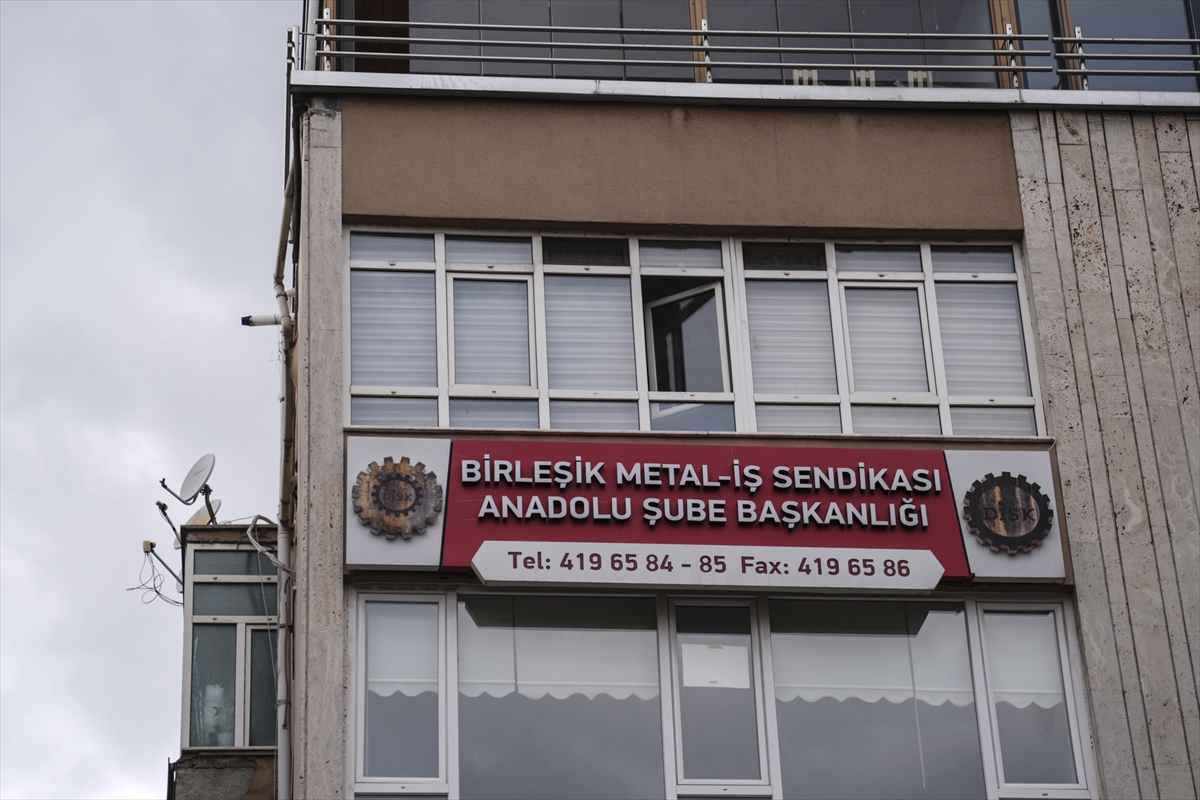 BİRLEŞİK METAL-İŞ SENDİKASI
ANADOLU ŞUBE BAŞKANLIĞI
Tel: 419 65 84 - 85 Fax: 419 65 86
DİSK
DİSK